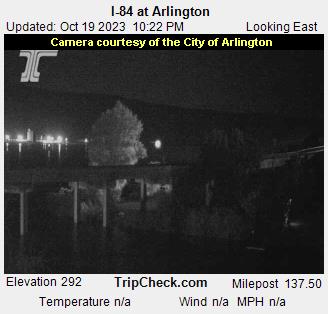 I-84 at Arlington
Updated: Oct 19 2023 10:22 PM Looking East
Camera courtesy of the City of Arlington
Elevation 292 TripCheck.com Milepost 137.50
Temperature n/a Wind n/a MPH n/a